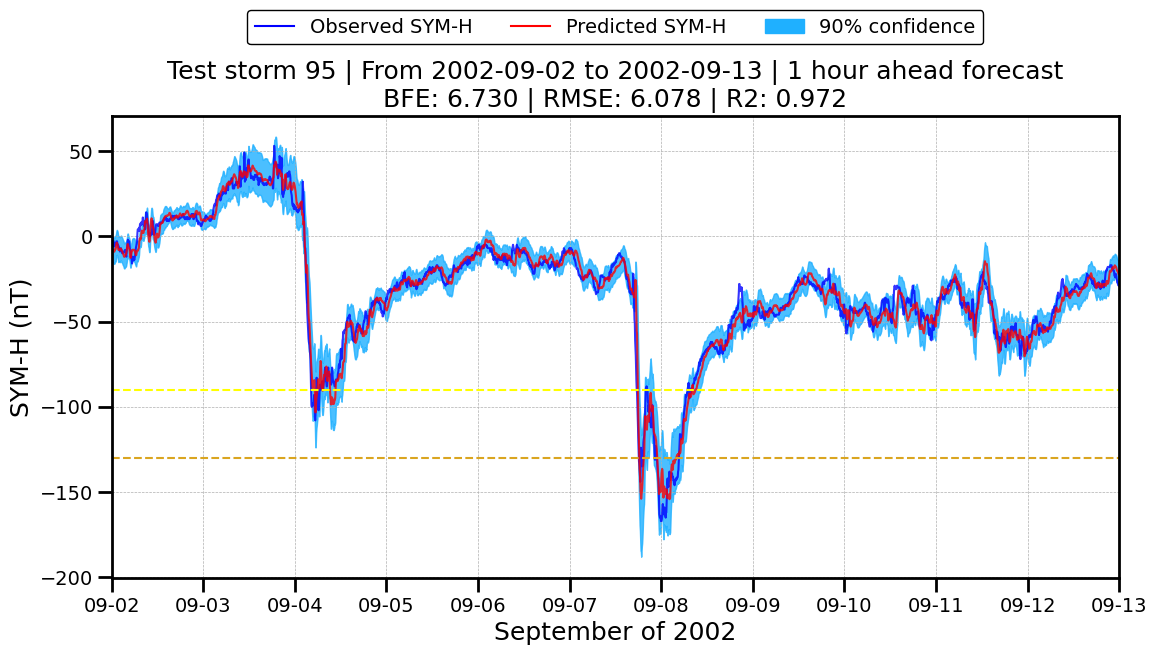 Observed SYM-H Predicted SYM-H 90% confidence
Test storm 95 | From 2002-09-02 to 2002-09-13 | 1 hour ahead forecast
BFE: 6.730 | RMSE: 6.078 | R2: 0.972
50
0
−50
−100
−150
−200
SYM-H (nT)
09-02 09-03 09-04 09-05 09-06 09-07 09-08 09-09 09-10 09-11 09-12 09-13
September of 2002